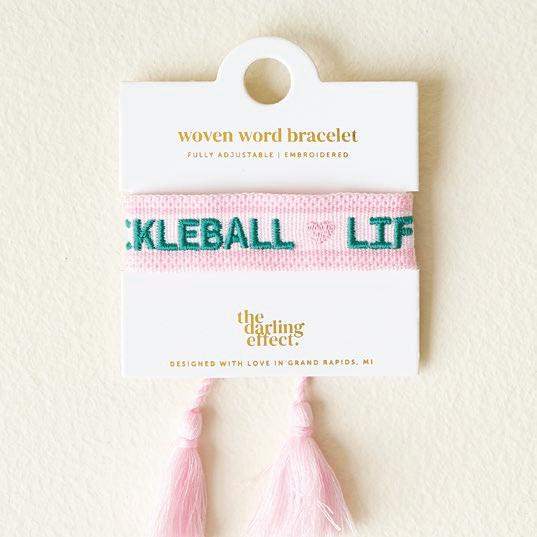 woven word bracelet
FULLY ADJUSTABLE | EMBROIDERED
CKLEBALL ♡ LIF
the
darling
effect.
DESIGNED WITH LOVE IN GRAND RAPIDS, MI